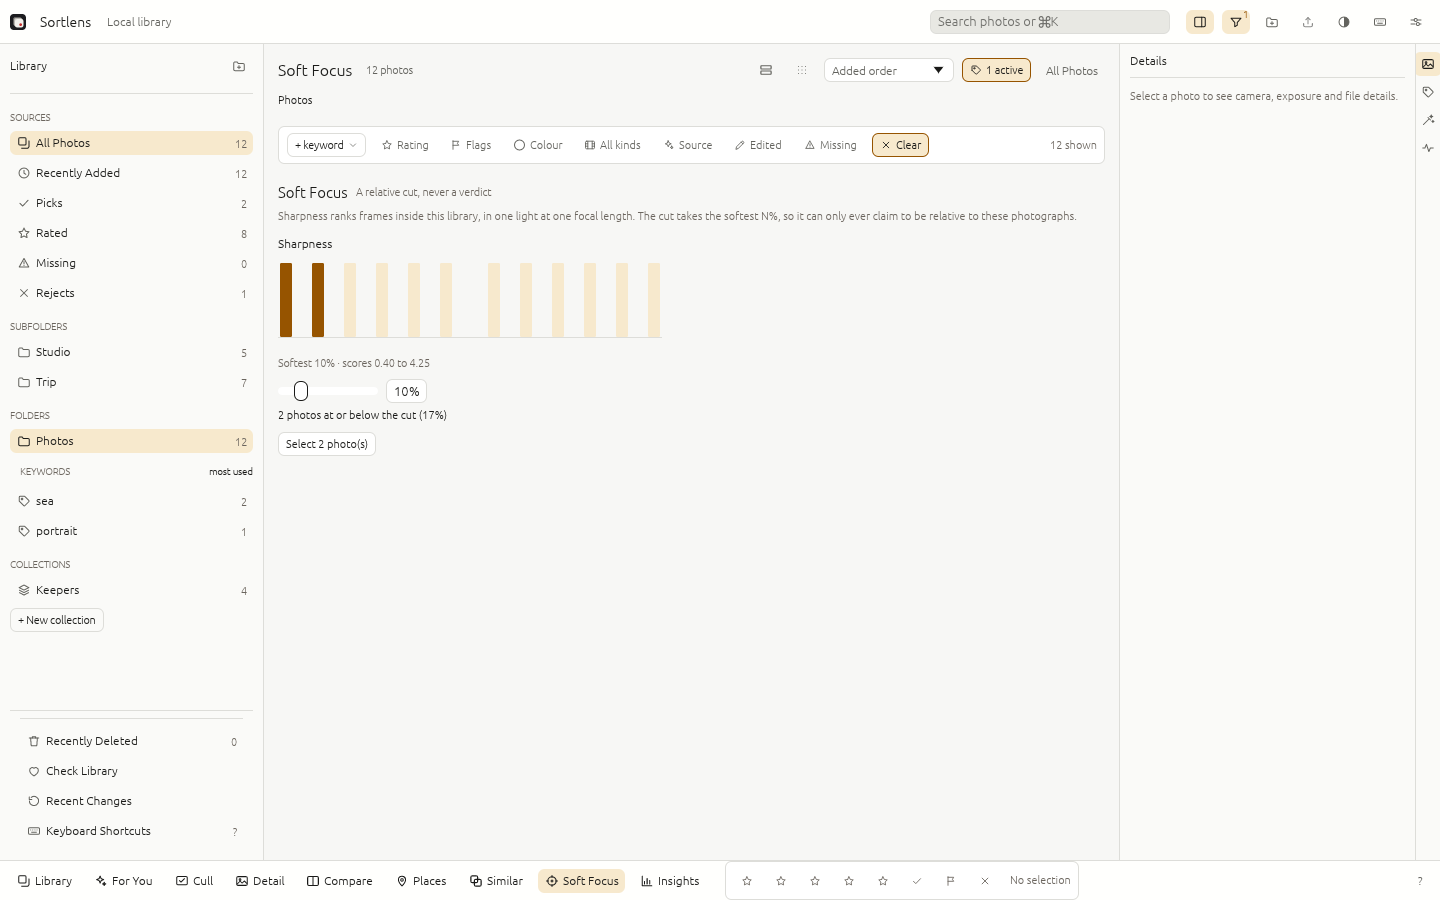 Sortlens Local library Search photos or ⌘K 1
Library
SOURCES
All Photos 12
Recently Added 12
Picks 2
Rated 8
Missing 0
Rejects 1
SUBFOLDERS
Studio 5
Trip 7
FOLDERS
Photos 12
KEYWORDS most used
sea 2
portrait 1
COLLECTIONS
Keepers 4
+ New collection
Recently Deleted 0
Check Library
Recent Changes
Keyboard Shortcuts ?
Soft Focus 12 photos Added order 1 active All Photos
Photos
+ keyword Rating Flags Colour All kinds Source Edited Missing Clear 12 shown
Soft Focus A relative cut, never a verdict
Sharpness ranks frames inside this library, in one light at one focal length. The cut takes the softest N%, so it can only ever claim to be relative to these photographs.
Sharpness
Softest 10% · scores 0.40 to 4.25
10%
2 photos at or below the cut (17%)
Select 2 photo(s)
Details
Select a photo to see camera, exposure and file details.
Library For You Cull Detail Compare Places Similar Soft Focus Insights No selection ?